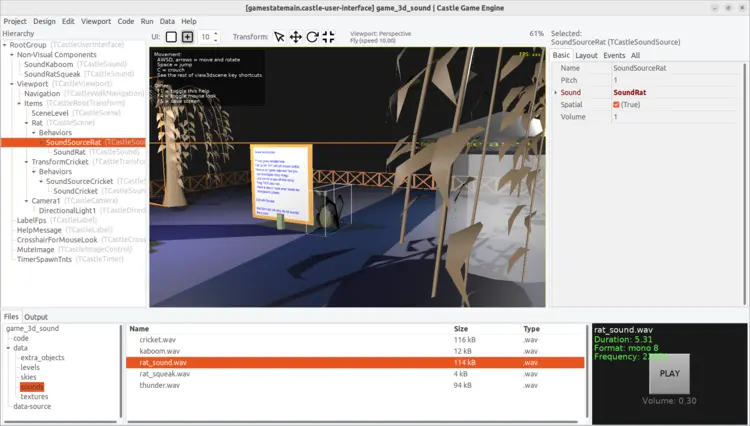 [gamestatemain.castle-user-interface] game_3d_sound | Castle Game Engine
Project Design Edit Viewport Code Run Data Help
Hierarchy
RootGroup (TCastleUserInterface)
Non-Visual Components
SoundKaboom (TCastleSound)
SoundRatSqueak (TCastleSound)
Viewport (TCastleViewport)
Navigation (TCastleWalkNavigation)
Items (TCastleRootTransform)
SceneLevel (TCastleScene)
Rat (TCastleScene)
Behaviors
SoundSourceRat (TCastleSoun
SoundRat (TCastleSound)
TransformCricket (TCastleTransfor
Behaviors
SoundSourceCricket (TCastleS
SoundCricket (TCastleSound
Camera1 (TCastleCamera)
DirectionalLight1 (TCastleDirec
LabelFps (TCastleLabel)
HelpMessage (TCastleLabel)
CrosshairForMouseLook (TCastleCross
MuteImage (TCastleImageControl)
TimerSpawnTnts (TCastleTimer)
UI: 10 Transform: Viewport: Perspective
Fly (speed 10.00)
61%
Movement:
AWSD, arrows = move and rotate
Space = jump
C = crouch
See the rest of view3dscene key shortcuts
Other:
F1 = toggle this help
F4 = toggle mouse look
F5 = save screen
FPS: ...
Selected:
SoundSourceRat (TCastleSoundSource)
Basic Layout Events All
Name SoundSourceRat
Pitch 1
Sound SoundRat
Spatial (True)
Volume 1
Files Output
game_3d_sound
code
data
extra_objects
levels
skies
sounds
textures
data-source
Name Size Type
cricket.wav 116 kB .wav
kaboom.wav 12 kB .wav
rat_sound.wav 114 kB .wav
rat_squeak.wav 4 kB .wav
thunder.wav 94 kB .wav
rat_sound.wav
Duration: 5.31
Format: mono 8
Frequency:
PLAY
Volume: 0.30